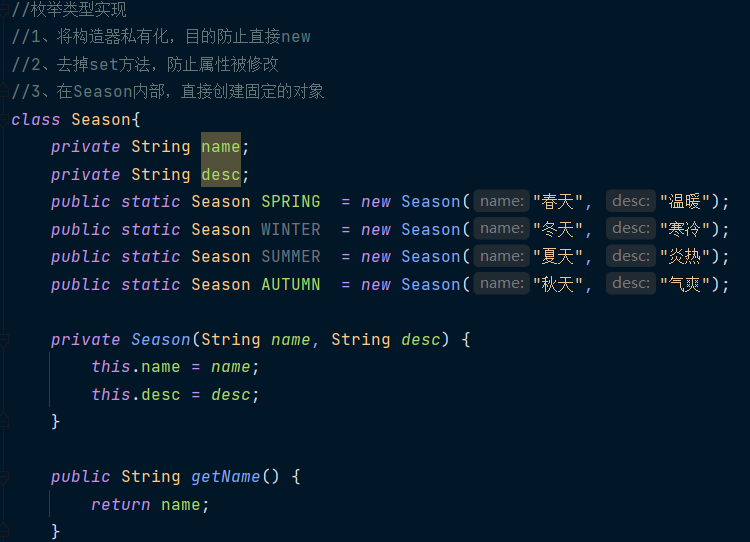 //枚举类型实现
//1、将构造器私有化，目的防止直接new
//2、去掉set方法，防止属性被修改
//3、在Season内部，直接创建固定的对象
class Season{
    private String name;
    private String desc;
    public static Season SPRING  = new Season( name: "春天", desc: "温暖");
    public static Season WINTER  = new Season( name: "冬天", desc: "寒冷");
    public static Season SUMMER  = new Season( name: "夏天", desc: "炎热");
    public static Season AUTUMN  = new Season( name: "秋天", desc: "气爽");
    private Season(String name, String desc) {
        this.name = name;
        this.desc = desc;
    }
    public String getName() {
        return name;
    }